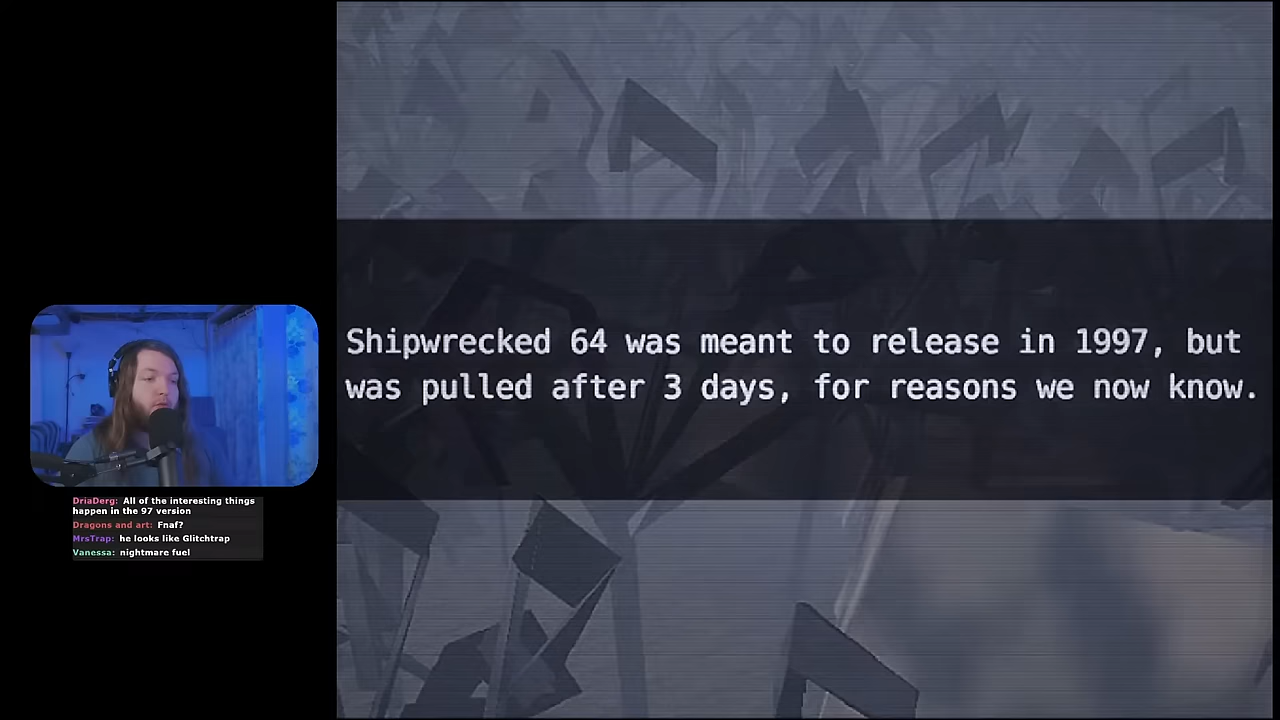 Shipwrecked 64 was meant to release in 1997, but
was pulled after 3 days, for reasons we now know.
DriaDerg: All of the interesting things
happen in the 97 version
Dragons and art: Fnaf?
MrsTrap: he looks like Glitchtrap
Vanessa: nightmare fuel